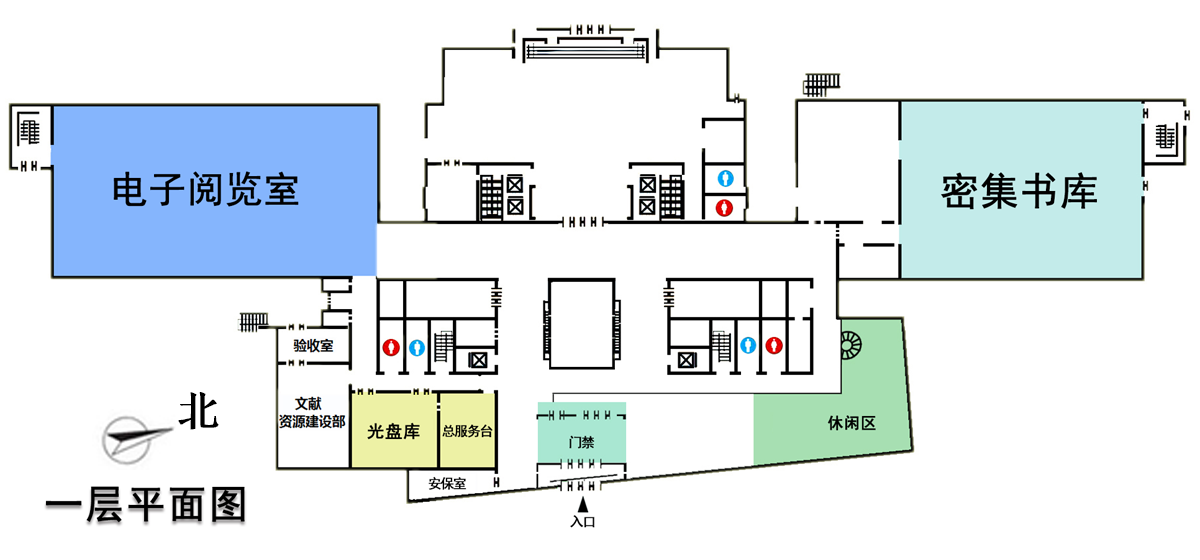 电子阅览室
密集书库
验收室
文献
资源建设部
光盘库
总服务台
门禁
休闲区
北
安保室
一层平面图
入口